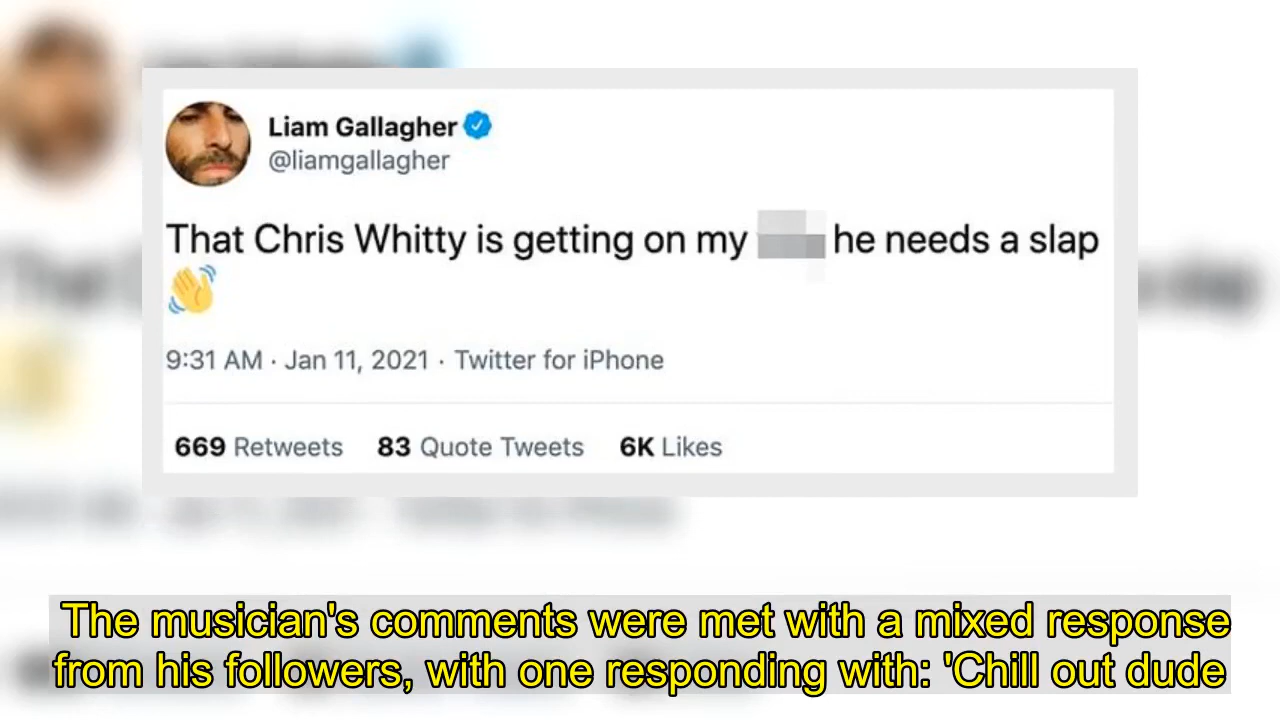 Liam Gallagher
@liamgallagher
That Chris Whitty is getting on my he needs a slap
👋
9:31 AM · Jan 11, 2021 · Twitter for iPhone
669 Retweets 83 Quote Tweets 6K Likes
The musician's comments were met with a mixed response
from his followers, with one responding with: 'Chill out dude